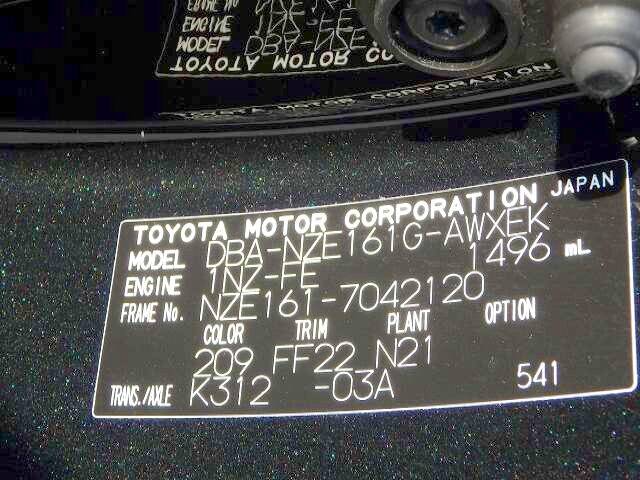 TOYOTA MOTOR CORPORATION JAPAN
MODEL DBA-NZE161G-AWXEK
ENGINE 1NZ-FE 1496 mL
FRAME No. NZE161-7042120
COLOR TRIM PLANT OPTION
209 FF22 N21
TRANS./AXLE K312 -03A 541